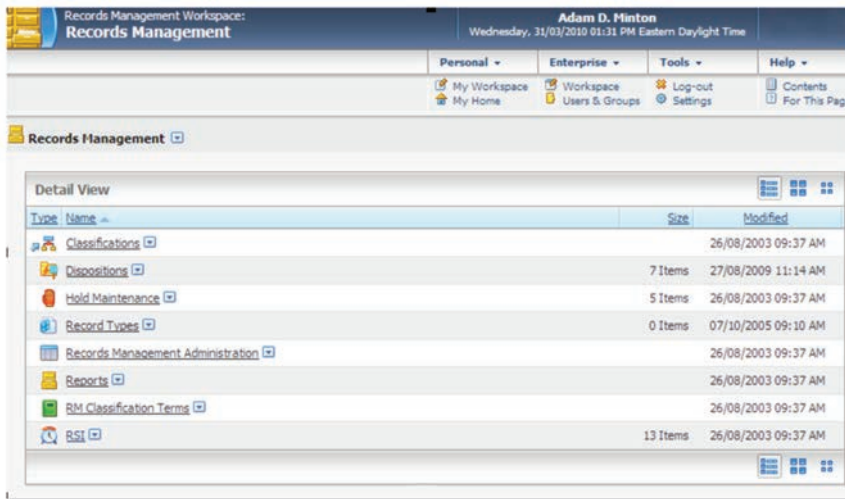 Records Management Workspace:
Records Management
Adam D. Minton
Wednesday, 31/03/2010 01:31 PM Eastern Daylight Time
Personal Enterprise Tools Help
My Workspace Workspace Log-out Contents
My Home Users & Groups Settings For This Pag
Records Management
Detail View
Type Name Size Modified
Classifications 26/08/2003 09:37 AM
Dispositions 7 Items 27/08/2009 11:14 AM
Hold Maintenance 5 Items 26/08/2003 09:37 AM
Record Types 0 Items 07/10/2005 09:10 AM
Records Management Administration 26/08/2003 09:37 AM
Reports 26/08/2003 09:37 AM
RM Classification Terms 26/08/2003 09:37 AM
RSI 13 Items 26/08/2003 09:37 AM